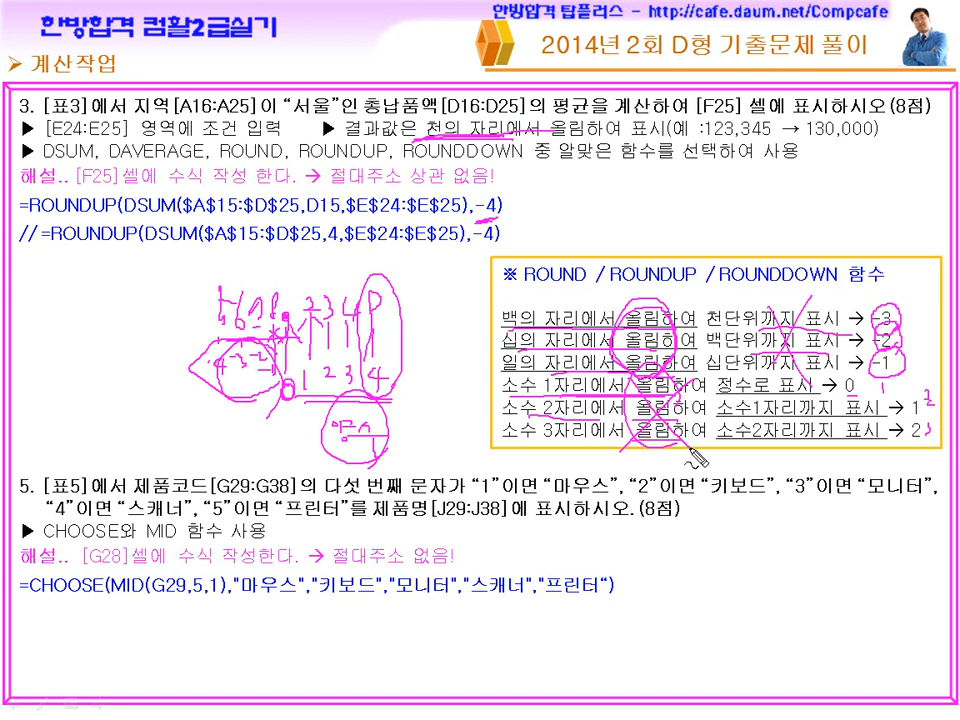 한방합격 컴활2급실기
한방합격 탑플러스 - http://cafe.daum.net/Compcafe
2014년 2회 D형 기출문제 풀이
➤ 계산작업
3. [표3]에서 지역[A16:A25]이 “서울”인 총납품액[D16:D25]의 평균을 계산하여 [F25] 셀에 표시하시오(8점)
▶ [E24:E25] 영역에 조건 입력 ▶ 결과값은 천의 자리에서 올림하여 표시(예 :123,345 → 130,000)
▶ DSUM, DAVERAGE, ROUND, ROUNDUP, ROUNDDOWN 중 알맞은 함수를 선택하여 사용
해설.. [F25]셀에 수식 작성 한다. → 절대주소 상관 없음!
=ROUNDUP(DSUM($A$15:$D$25,D15,$E$24:$E$25),-4)
// =ROUNDUP(DSUM($A$15:$D$25,4,$E$24:$E$25),-4)
※ ROUND / ROUNDUP / ROUNDDOWN 함수
백의 자리에서 올림하여 천단위까지 표시 → -3
십의 자리에서 올림하여 백단위까지 표시 → -2
일의 자리에서 올림하여 십단위까지 표시 → -1
소수 1자리에서 올림하여 정수로 표시 → 0
소수 2자리에서 올림하여 소수1자리까지 표시 → 1
소수 3자리에서 올림하여 소수2자리까지 표시 → 2
2 3 4
-4 -3 -2
0 1 2 3 4
5. [표5]에서 제품코드[G29:G38]의 다섯 번째 문자가 “1”이면 “마우스”, “2”이면 “키보드”, “3”이면 “모니터”,
“4”이면 “스캐너”, “5”이면 “프린터”를 제품명[J29:J38]에 표시하시오.(8점)
▶ CHOOSE와 MID 함수 사용
해설.. [G28]셀에 수식 작성한다. → 절대주소 없음!
=CHOOSE(MID(G29,5,1),"마우스","키보드","모니터","스캐너","프린터“)